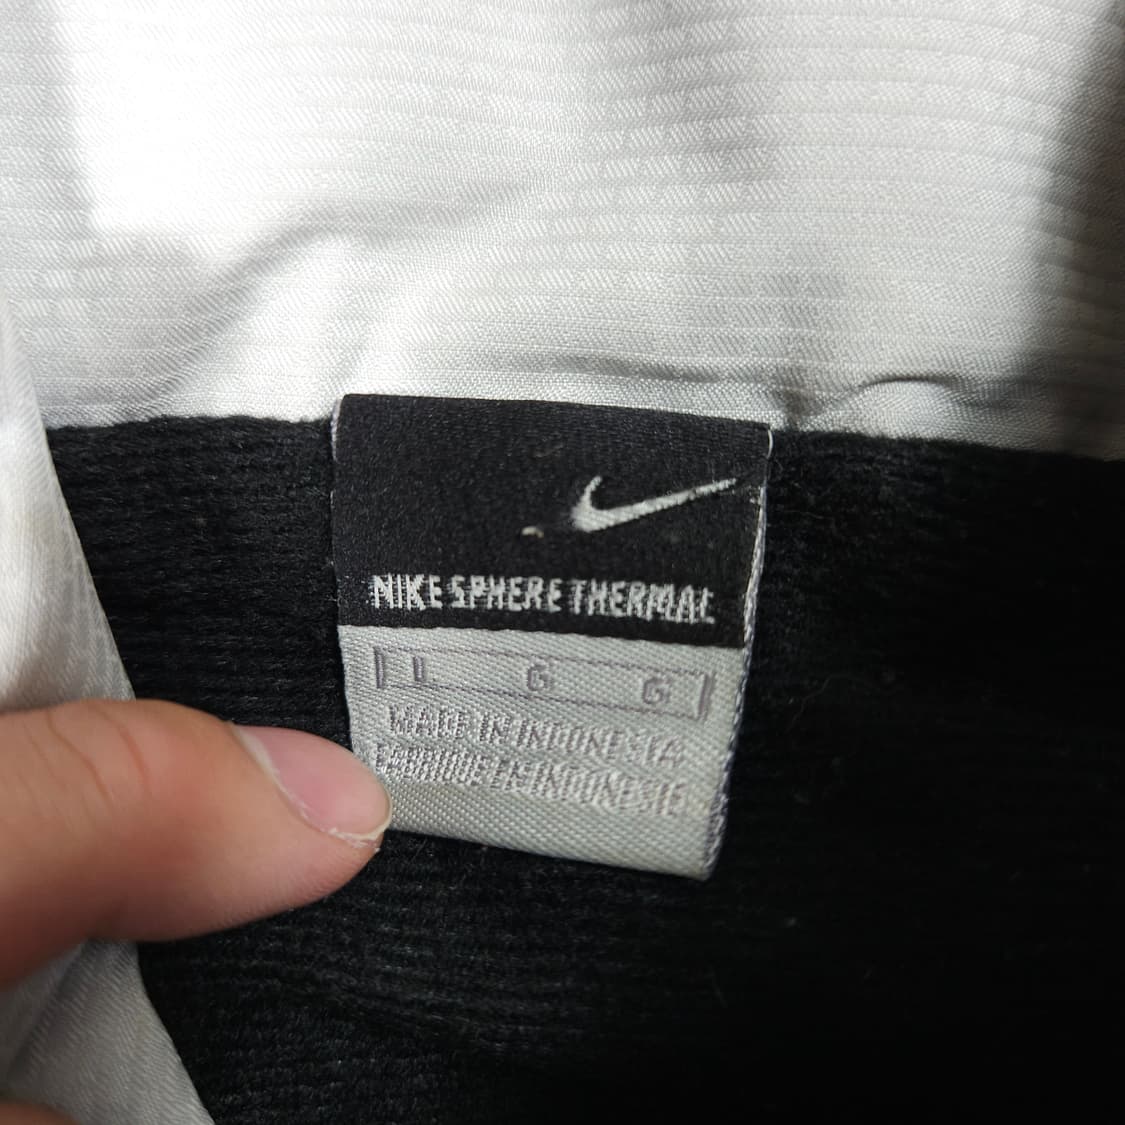 NIKE SPHERE THERMAL
L G G
MADE IN INDONESIA
FABRIQUE EN INDONESIE